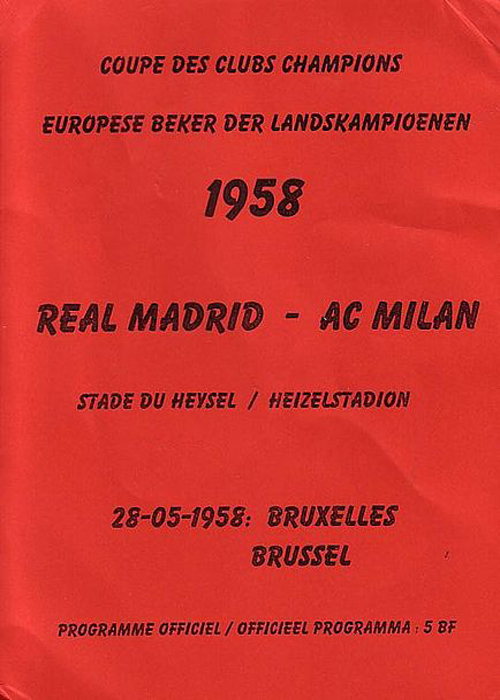 COUPE DES CLUBS CHAMPIONS
EUROPESE BEKER DER LANDSKAMPIOENEN
1958
REAL MADRID - AC MILAN
STADE DU HEYSEL / HEIZELSTADION
28-05-1958: BRUXELLES
BRUSSEL
PROGRAMME OFFICIEL / OFFICIEEL PROGRAMMA : 5 BF